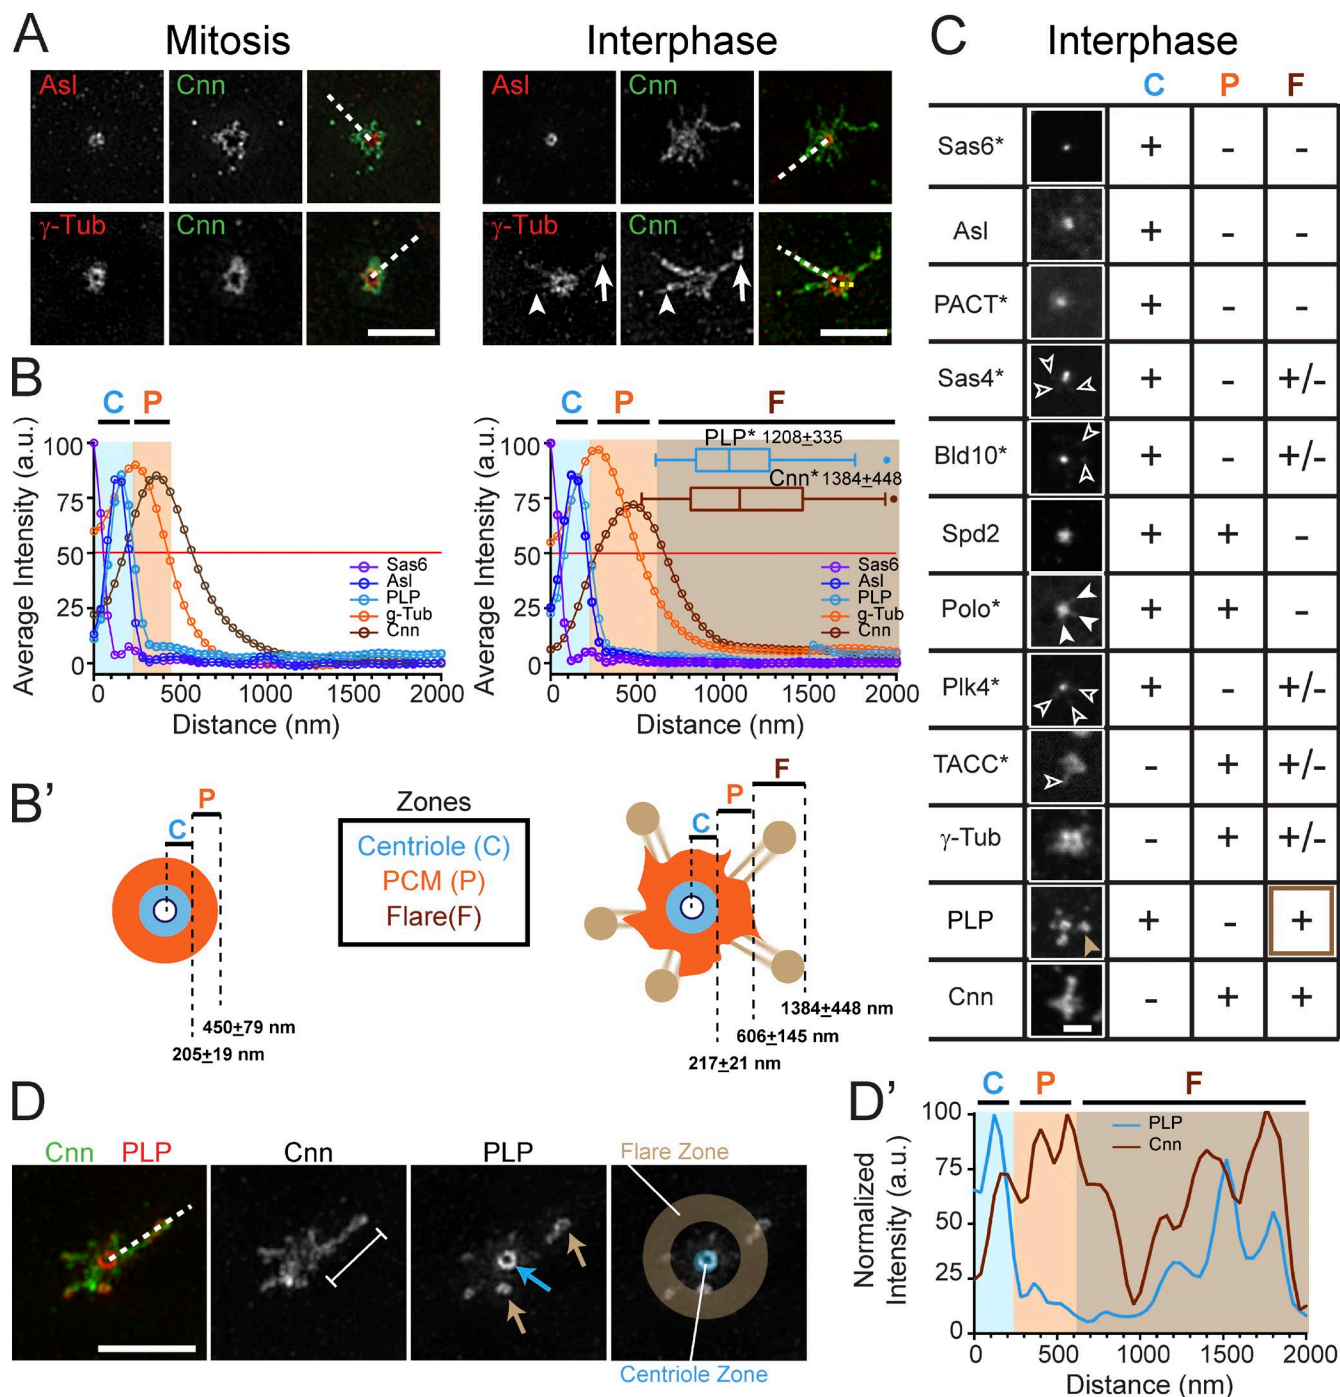 A
Mitosis
Interphase
Asl
Cnn
Asl
Cnn
γ-Tub
Cnn
γ-Tub
Cnn
B
C P
C P F
Average Intensity (a.u.)
100
75
50
25
0
0 500 1000 1500 2000
Distance (nm)
Sas6
Asl
PLP
g-Tub
Cnn
Average Intensity (a.u.)
100
75
50
25
0
0 500 1000 1500 2000
Distance (nm)
PLP* 1208±335
Cnn* 1384±448
Sas6
Asl
PLP
g-Tub
Cnn
B'
P
C
450±79 nm
205±19 nm
Zones
Centriole (C)
PCM (P)
Flare(F)
F
P
C
1384±448 nm
606±145 nm
217±21 nm
C
Interphase
C P F
Sas6* + - -
Asl + - -
PACT* + - -
Sas4* + - +/-
Bld10* + - +/-
Spd2 + + -
Polo* + + -
Plk4* + - +/-
TACC* - + +/-
γ-Tub - + +/-
PLP + - +
Cnn - + +
D
Cnn PLP
Cnn
PLP
Flare Zone
Centriole Zone
D'
C P F
Normalized
Intensity (a.u.)
100
75
50
25
0
0 500 1000 1500 2000
Distance (nm)
PLP
Cnn